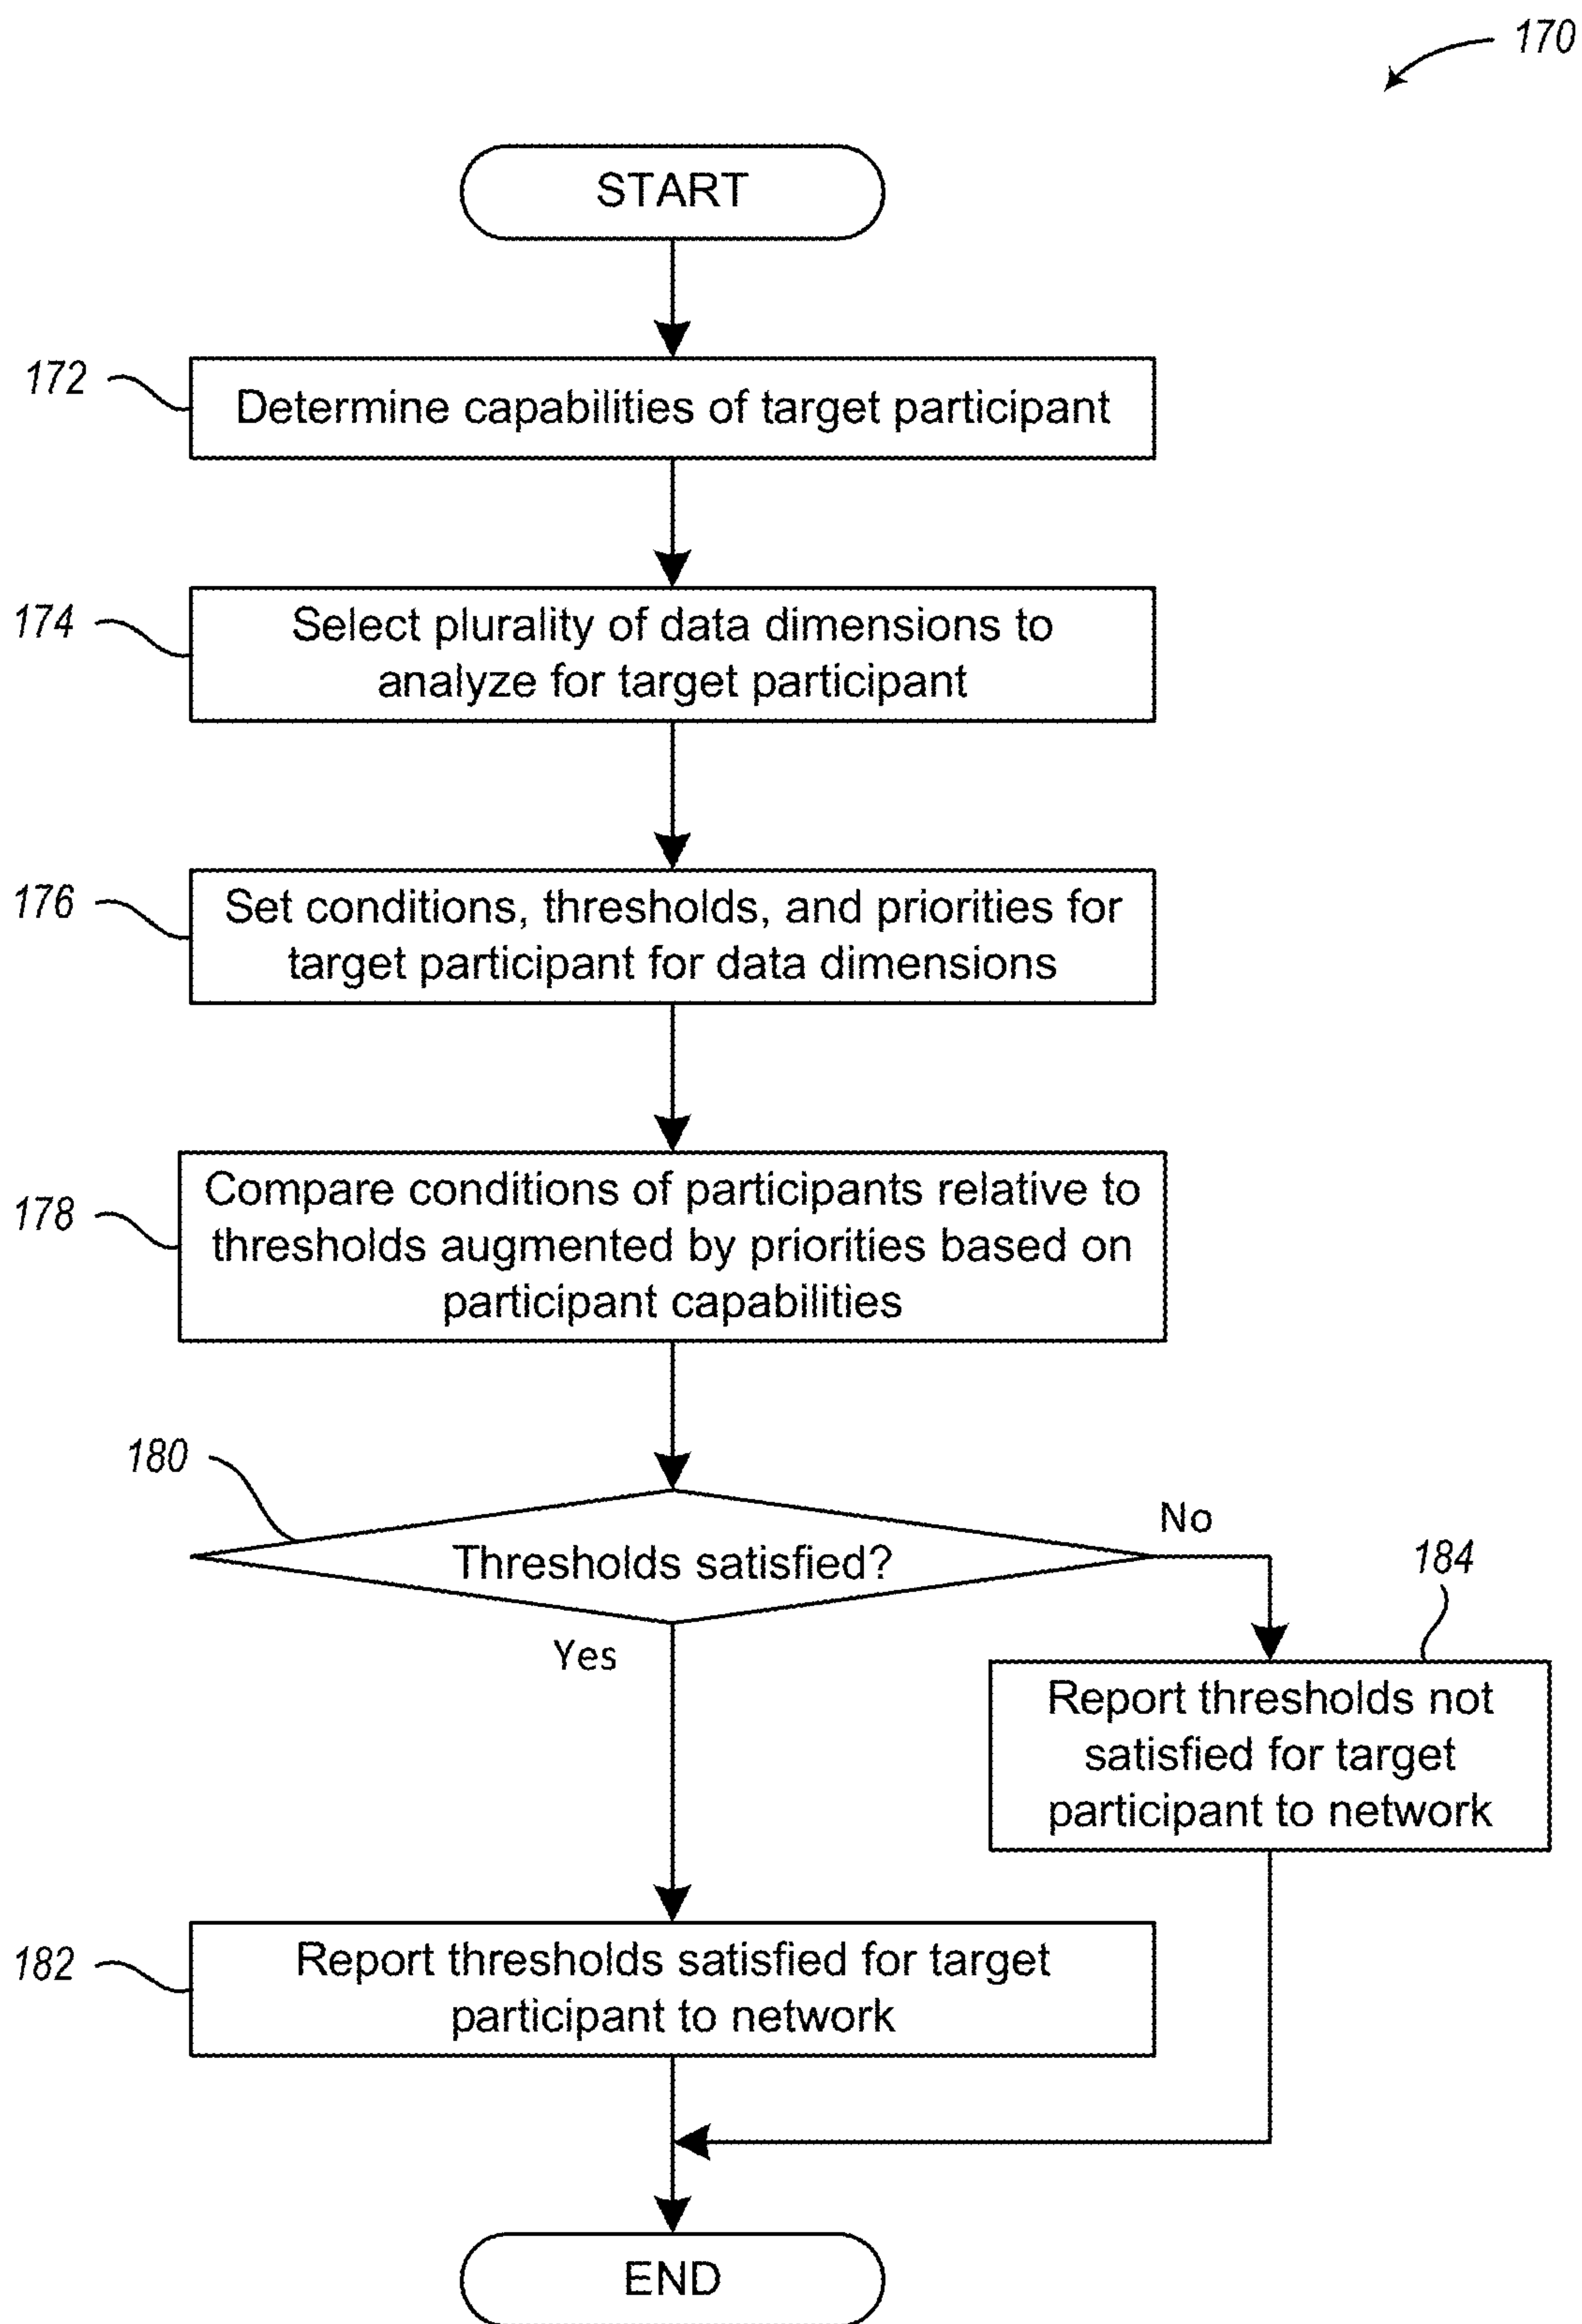 170
START
172
Determine capabilities of target participant
174
Select plurality of data dimensions to
analyze for target participant
176
Set conditions, thresholds, and priorities for
target participant for data dimensions
178
Compare conditions of participants relative to
thresholds augmented by priorities based on
participant capabilities
180
Thresholds satisfied?
No
Yes
184
Report thresholds not
satisfied for target
participant to network
182
Report thresholds satisfied for target
participant to network
END